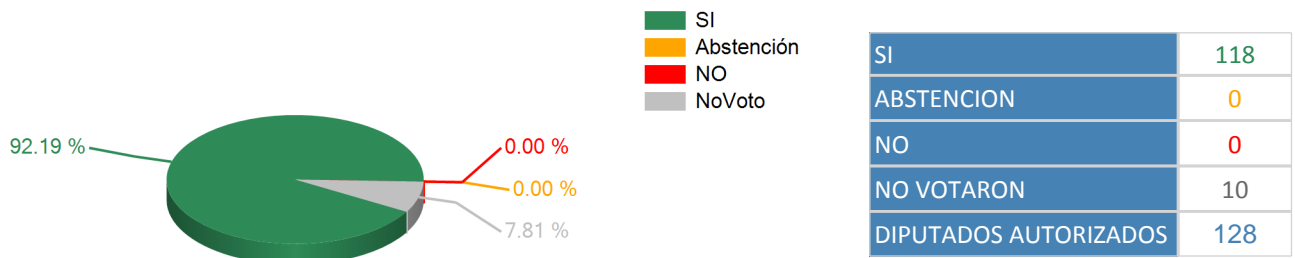 SI
Abstención
NO
NoVoto
92.19 %
0.00 %
0.00 %
7.81 %
SI 118
ABSTENCION 0
NO 0
NO VOTARON 10
DIPUTADOS AUTORIZADOS 128